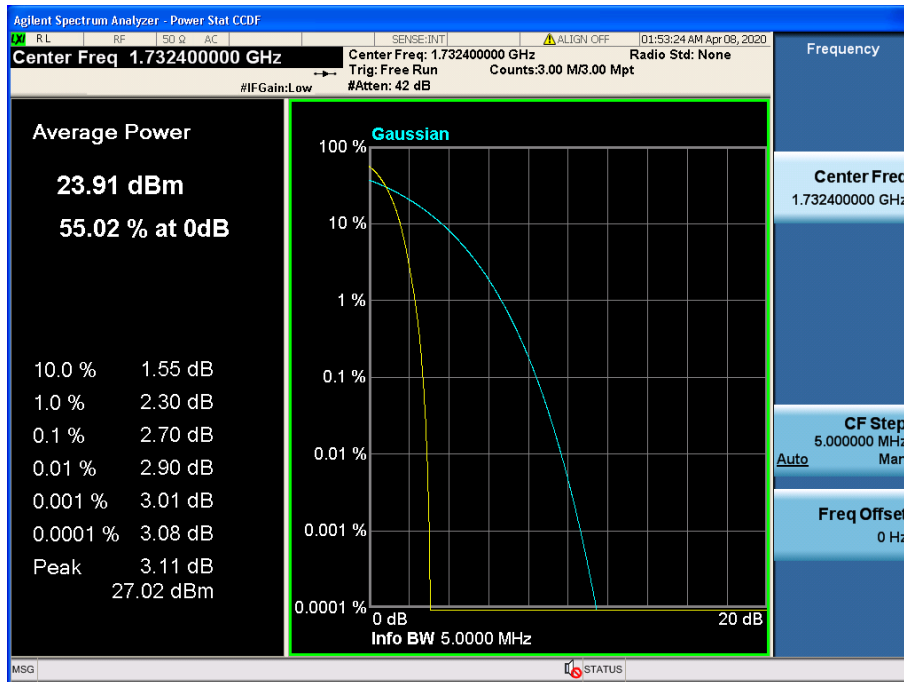 Agilent Spectrum Analyzer - Power Stat CCDF
LXI RL RF 50 Ω AC SENSE:INT ALIGN OFF 01:53:24 AM Apr 08, 2020
Center Freq 1.732400000 GHz
Center Freq: 1.732400000 GHz Radio Std: None
Trig: Free Run Counts:3.00 M/3.00 Mpt
#IFGain:Low #Atten: 42 dB
Frequency
Average Power
23.91 dBm
55.02 % at 0dB
10.0 % 1.55 dB
1.0 % 2.30 dB
0.1 % 2.70 dB
0.01 % 2.90 dB
0.001 % 3.01 dB
0.0001 % 3.08 dB
Peak 3.11 dB
27.02 dBm
Gaussian
100 %
10 %
1 %
0.1 %
0.01 %
0.001 %
0.0001 %
0 dB 20 dB
Info BW 5.0000 MHz
Center Freq
1.732400000 GHz
CF Step
5.000000 MHz
Auto Man
Freq Offset
0 Hz
MSG STATUS